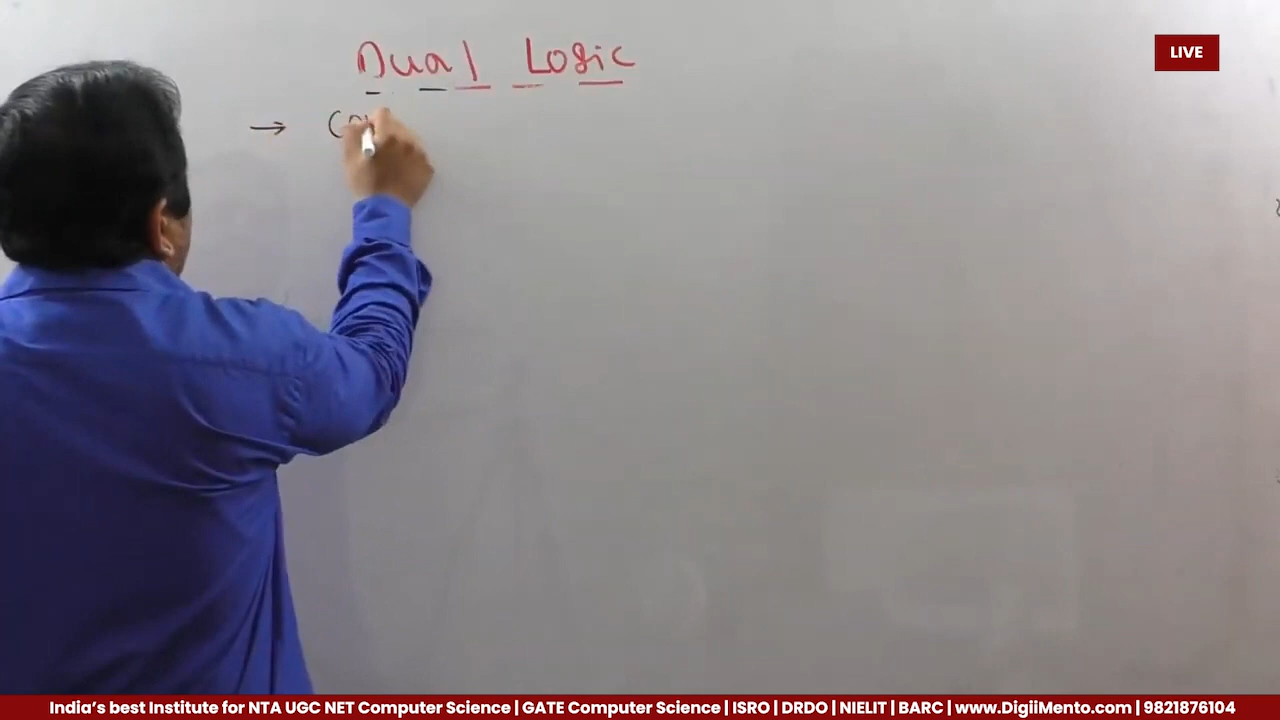 LIVE
Dual Logic
→
India's best Institute for NTA UGC NET Computer Science | GATE Computer Science | ISRO | DRDO | NIELIT | BARC | www.DigiiMento.com | 9821876104